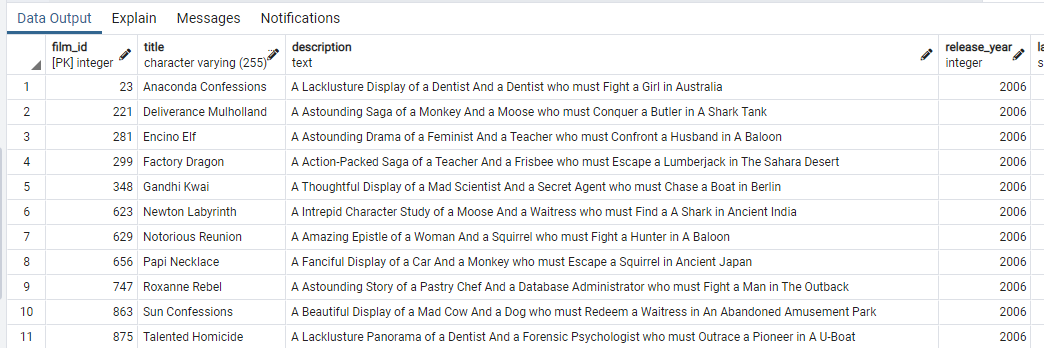 Data Output Explain Messages Notifications
film_id title description release_year la
[PK] integer character varying (255) text integer s
1 23 Anaconda Confessions A Lacklusture Display of a Dentist And a Dentist who must Fight a Girl in Australia 2006
2 221 Deliverance Mulholland A Astounding Saga of a Monkey And a Moose who must Conquer a Butler in A Shark Tank 2006
3 281 Encino Elf A Astounding Drama of a Feminist And a Teacher who must Confront a Husband in A Baloon 2006
4 299 Factory Dragon A Action-Packed Saga of a Teacher And a Frisbee who must Escape a Lumberjack in The Sahara Desert 2006
5 348 Gandhi Kwai A Thoughtful Display of a Mad Scientist And a Secret Agent who must Chase a Boat in Berlin 2006
6 623 Newton Labyrinth A Intrepid Character Study of a Moose And a Waitress who must Find a A Shark in Ancient India 2006
7 629 Notorious Reunion A Amazing Epistle of a Woman And a Squirrel who must Fight a Hunter in A Baloon 2006
8 656 Papi Necklace A Fanciful Display of a Car And a Monkey who must Escape a Squirrel in Ancient Japan 2006
9 747 Roxanne Rebel A Astounding Story of a Pastry Chef And a Database Administrator who must Fight a Man in The Outback 2006
10 863 Sun Confessions A Beautiful Display of a Mad Cow And a Dog who must Redeem a Waitress in An Abandoned Amusement Park 2006
11 875 Talented Homicide A Lacklusture Panorama of a Dentist And a Forensic Psychologist who must Outrace a Pioneer in A U-Boat 2006